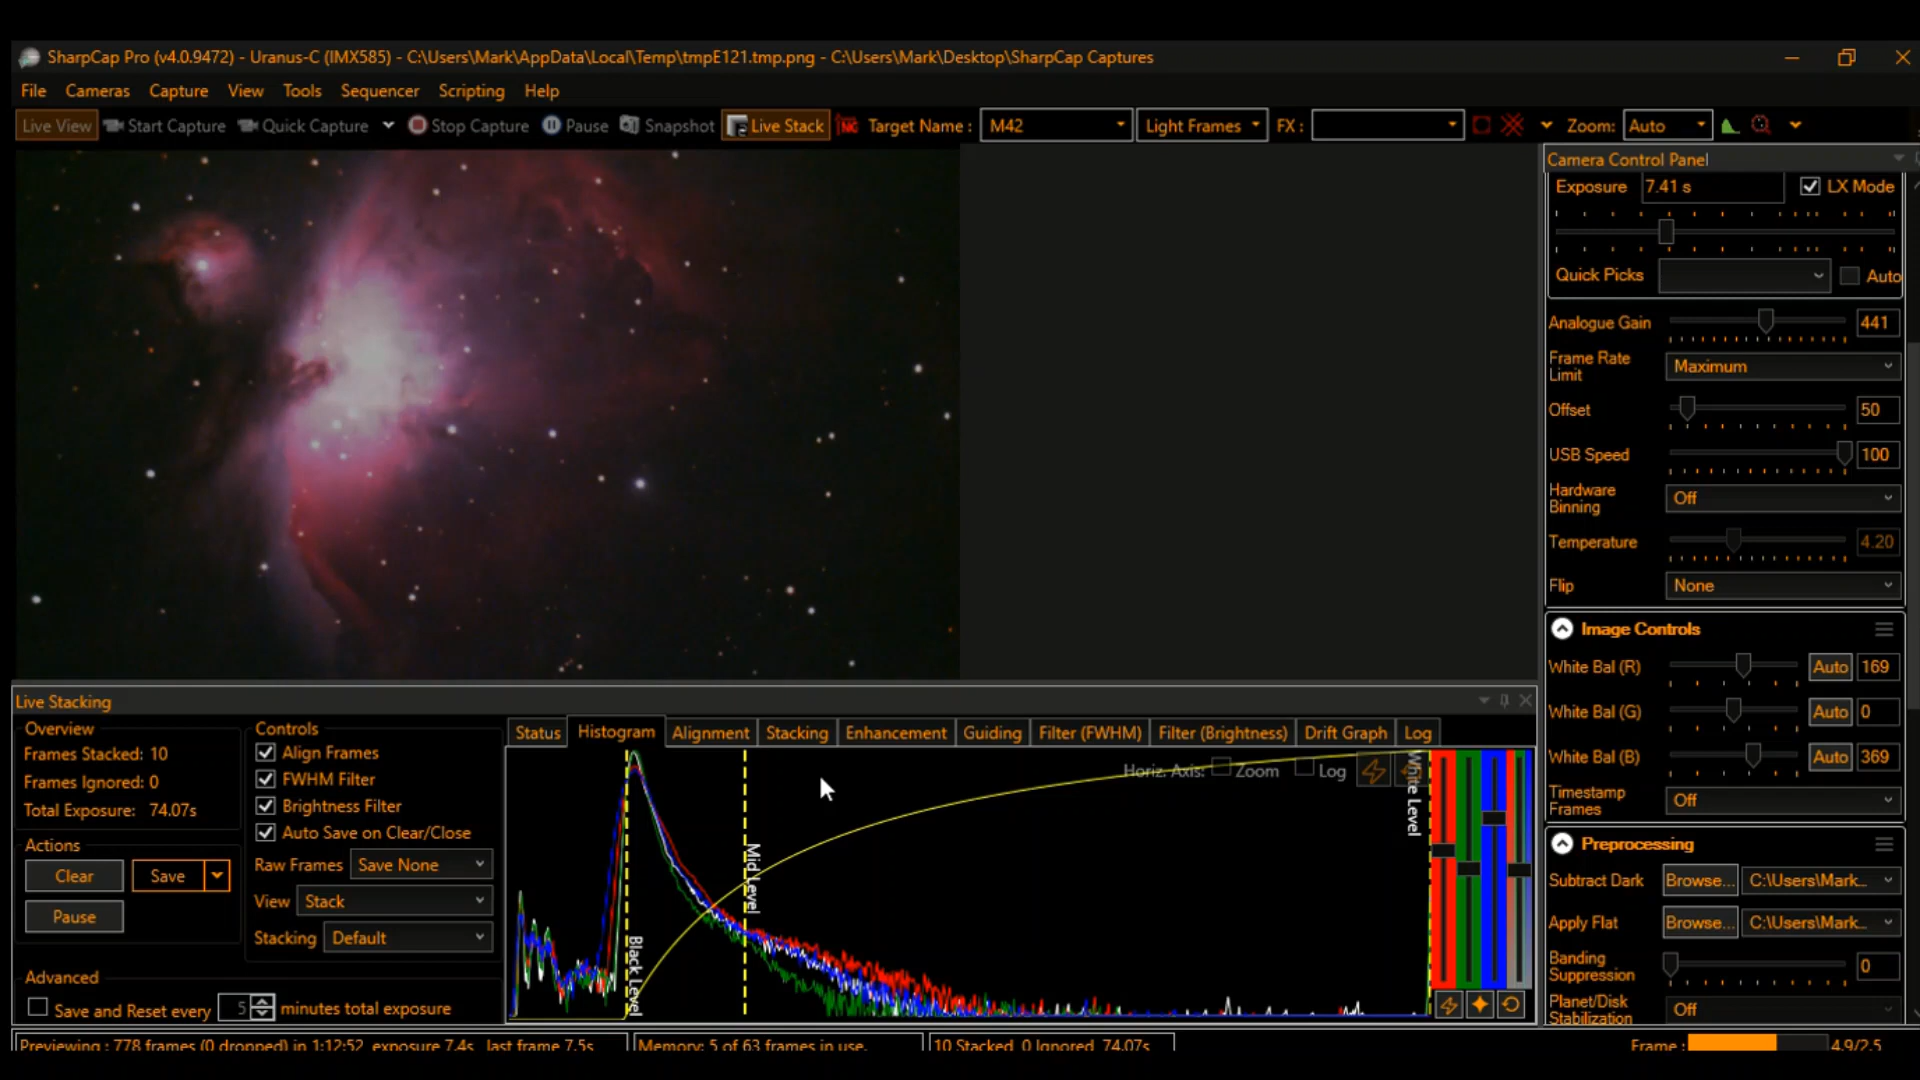 SharpCap Pro (v4.0.9472) - Uranus-C (IMX585) - C:\Users\Mark\AppData\Local\Temp\tmpE121.tmp.png - C:\Users\Mark\Desktop\SharpCap Captures
File Cameras Capture View Tools Sequencer Scripting Help
Live View Start Capture Quick Capture Stop Capture Pause Snapshot Live Stack Target Name : M42 Light Frames FX : Zoom: Auto
Camera Control Panel
Exposure 7.41 s LX Mode
Quick Picks Auto
Analogue Gain 441
Frame Rate
Limit
Maximum
Offset 50
USB Speed 100
Hardware
Binning
Off
Temperature 4.20
Flip None
Image Controls
White Bal (R) Auto 169
White Bal (G) Auto 0
White Bal (B) Auto 369
Timestamp
Frames
Off
Preprocessing
Subtract Dark Browse... C:\Users\Mark...
Apply Flat Browse... C:\Users\Mark...
Banding
Suppression
0
Planet/Disk
Stabilization
Off
Live Stacking
Overview
Frames Stacked: 10
Frames Ignored: 0
Total Exposure: 74.07s
Actions
Clear Save
Pause
Controls
Align Frames
FWHM Filter
Brightness Filter
Auto Save on Clear/Close
Raw Frames Save None
View Stack
Stacking Default
Advanced
Save and Reset every 5 minutes total exposure
Status Histogram Alignment Stacking Enhancement Guiding Filter (FWHM) Filter (Brightness) Drift Graph Log
Horiz. Axis: Zoom Log
Black Level
Mid Level
White Level
Previewing : 778 frames (0 dropped) in 1:12:52, exposure 7.4s, last frame 7.5s
Memory: 5 of 63 frames in use.
10 Stacked, 0 Ignored, 74.07s
Frame : 4.9/2.5